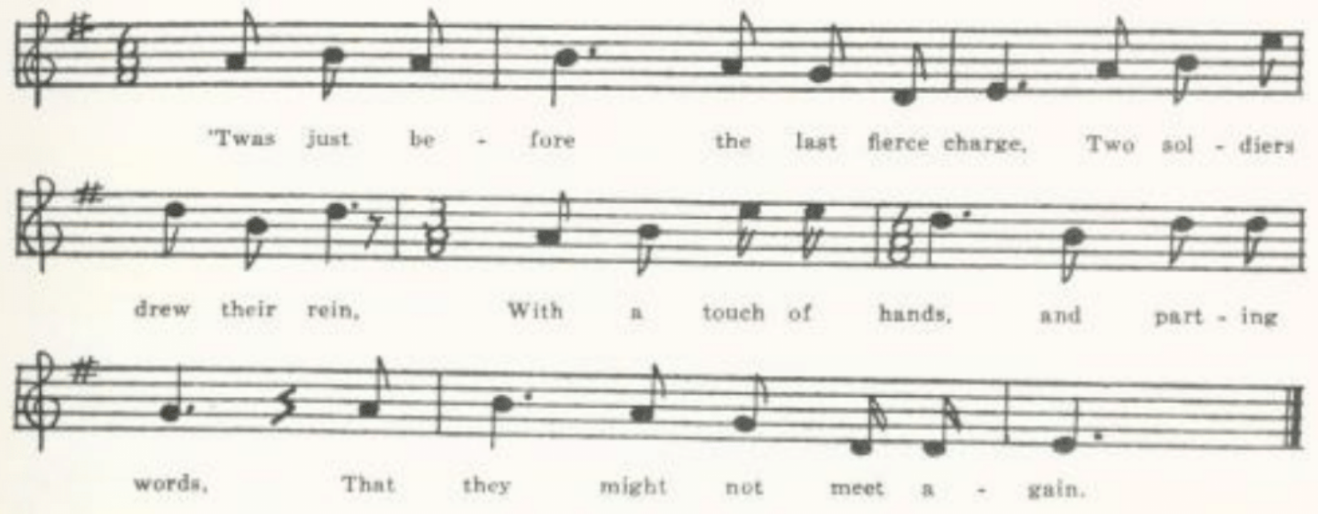 'Twas just be - fore the last fierce charge, Two sol - diers
drew their rein, With a touch of hands, and part - ing
words, That they might not meet a - gain.